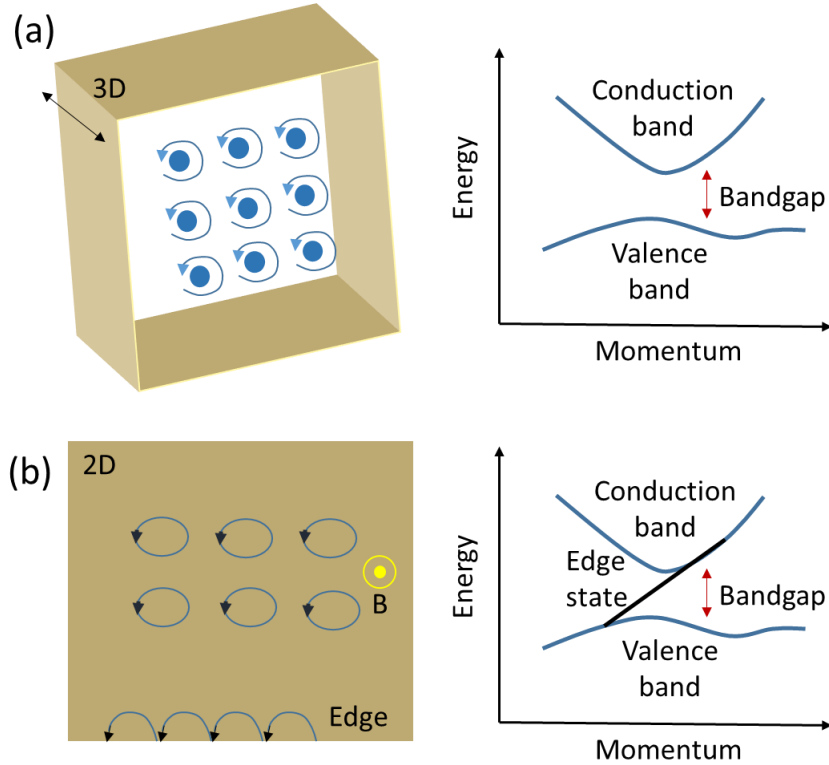 (a)
3D
Energy
Conduction
band
Bandgap
Valence
band
Momentum
(b)
2D
B
Edge
Energy
Conduction
band
Edge
state
Bandgap
Valence
band
Momentum